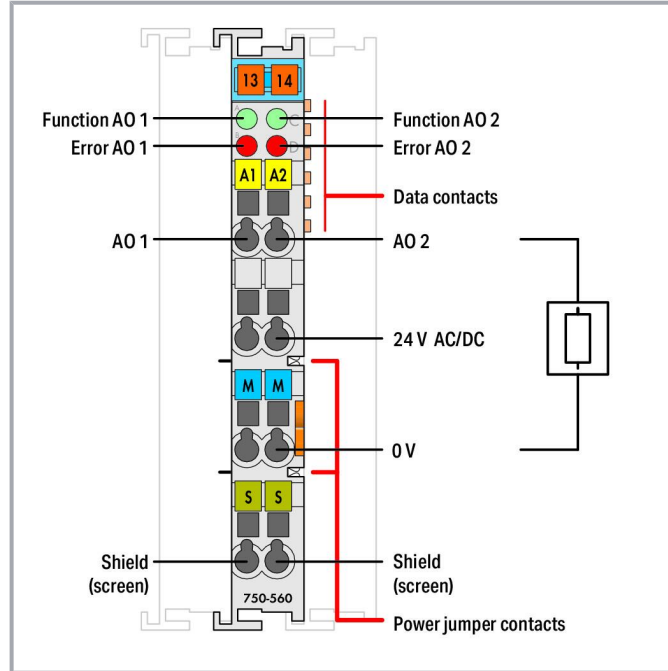 13 14
Function AO 1
Function AO 2
C
Error AO 1
Error AO 2
D
A1 A2
Data contacts
AO 1
AO 2
24 V AC/DC
M M
0 V
S S
Shield
(screen)
Shield
(screen)
750-560
Power jumper contacts